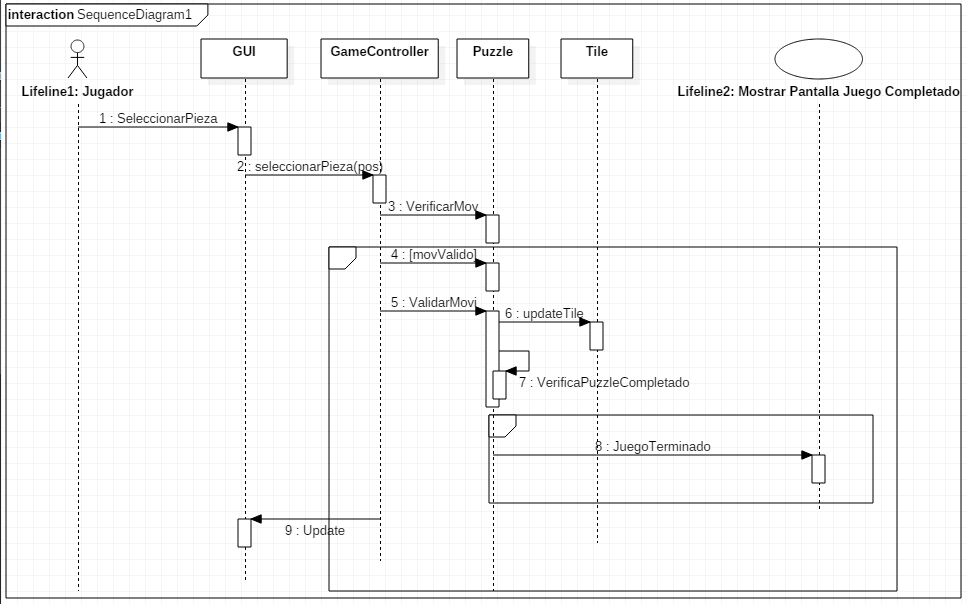 interaction SequenceDiagram1
GUI
GameController
Puzzle
Tile
Lifeline1: Jugador
Lifeline2: Mostrar Pantalla Juego Completado
1 : SeleccionarPieza
2 : seleccionarPieza(pos)
3 : VerificarMov
4 : [movValido]
5 : ValidarMovi
6 : updateTile
7 : VerificaPuzzleCompletado
8 : JuegoTerminado
9 : Update